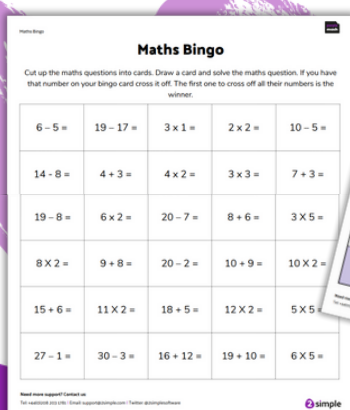 Maths Bingo
Maths Bingo
Cut up the maths questions into cards. Draw a card and solve the maths question. If you have
that number on your bingo card cross it off. The first one to cross off all their numbers is the
winner.
6 – 5 = 19 – 17 = 3 x 1 = 2 x 2 = 10 – 5 =
14 - 8 = 4 + 3 = 4 x 2 = 3 x 3 = 7 + 3 =
19 – 8 = 6 x 2 = 20 – 7 = 8 + 6 = 3 X 5 =
8 X 2 = 9 + 8 = 20 – 2 = 10 + 9 = 10 X 2 =
15 + 6 = 11 X 2 = 18 + 5 = 12 X 2 = 5 X 5
27 – 1 = 30 – 3 = 16 + 12 = 19 + 10 = 6 X 5 =
Need more support? Contact us:
2simple